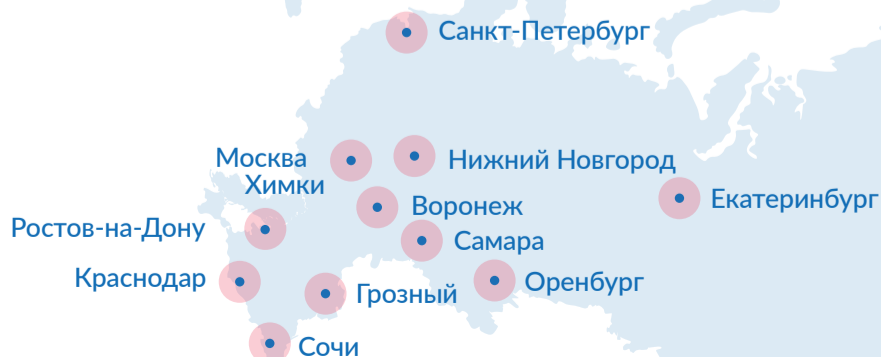 Санкт-Петербург
Москва
Химки
Нижний Новгород
Екатеринбург
Воронеж
Ростов-на-Дону
Самара
Краснодар
Грозный
Оренбург
Сочи